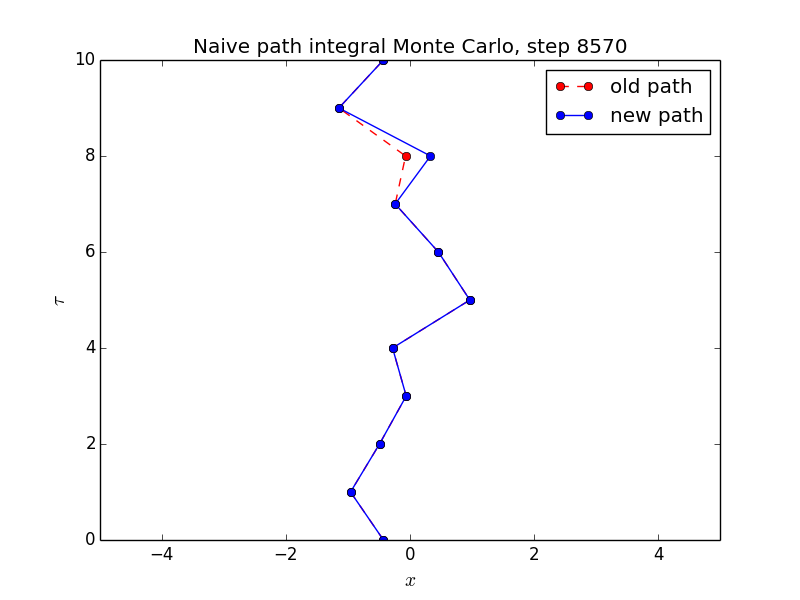 Naive path integral Monte Carlo, step 8570
old path
new path
10
8
6
4
2
0
τ
−4
−2
0
2
4
x